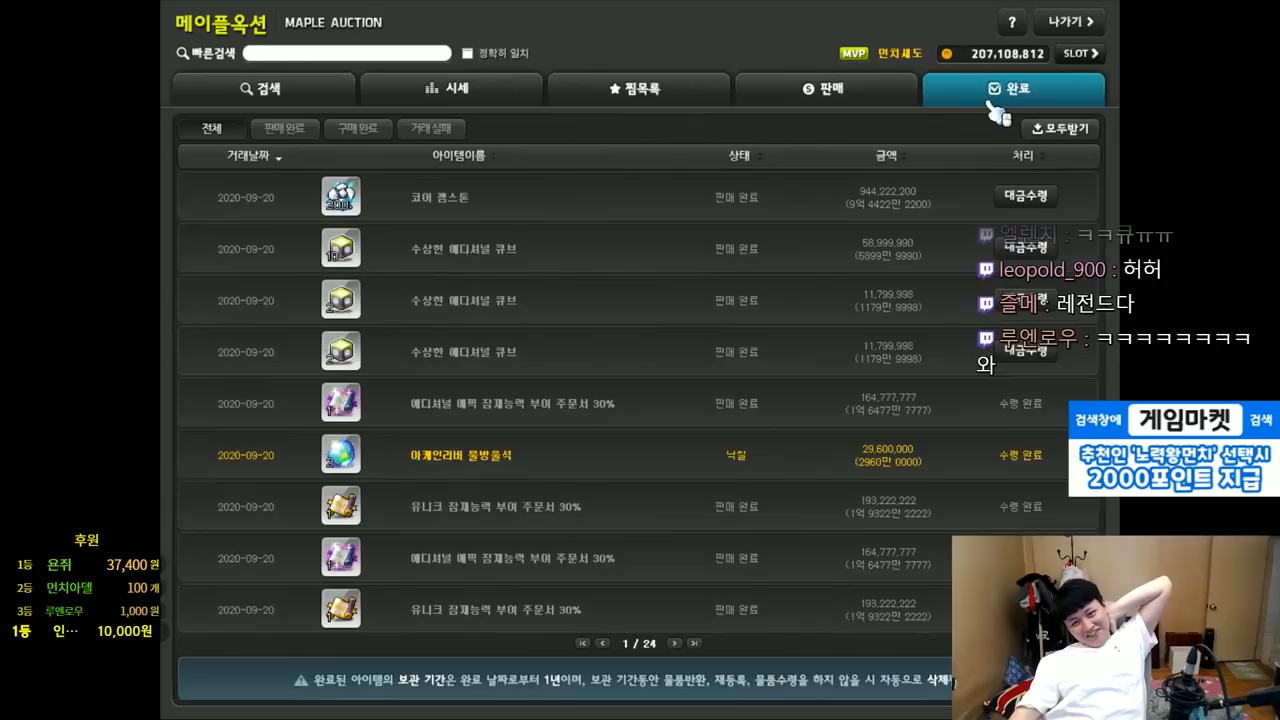 메이플옥션 MAPLE AUCTION
? 나가기
빠른검색 정확히 일치 MVP 먼치새도 207,108,812 SLOT
검색 시세 찜목록 판매 완료
전체 판매 완료 구매 완료 거래 실패 모두받기
거래날짜 아이템이름 상태 금액 처리
2020-09-20 코어 젬스톤 판매 완료 944,222,200 대금수령
(9억 4422만 2200)
2020-09-20 수상한 에디셔널 큐브 판매 완료 58,999,990 대금수령
(5899만 9990)
2020-09-20 수상한 에디셔널 큐브 판매 완료 11,799,998
(1179만 9998)
2020-09-20 수상한 에디셔널 큐브 판매 완료 11,799,998 대금수령
(1179만 9998)
2020-09-20 에디셔널 에픽 잠재능력 부여 주문서 30% 판매 완료 164,777,777 수령 완료
(1억 6477만 7777)
2020-09-20 아케인리버 물방울석 낙찰 29,600,000 수령 완료
(2960만 0000)
2020-09-20 유니크 잠재능력 부여 주문서 30% 판매 완료 193,222,222 수령 완료
(1억 9322만 2222)
2020-09-20 에디셔널 에픽 잠재능력 부여 주문서 30% 판매 완료 164,777,777
(1억 6477만 7777)
2020-09-20 유니크 잠재능력 부여 주문서 30% 판매 완료 193,222,222
(1억 9322만 2222)
1 / 24
완료된 아이템의 보관 기간은 완료 날짜로부터 1년이며, 보관 기간동안 물품반환, 재등록, 물품수령을 하지 않을 시 자동으로 삭제
엘렌치 : ㅋㅋ큐ㅠㅠ
leopold_900 : 허허
졸메 : 레전드다
루엔로우 : ㅋㅋㅋㅋㅋㅋㅋㅋ
와
검색창에 게임마켓 검색
추천인 '노력왕먼치' 선택시
2000포인트 지급
후원
1등 욘쥐 37,400 원
2등 먼치아델 100 개
3등 루엔로우 1,000 원
1등 인… 10,000원